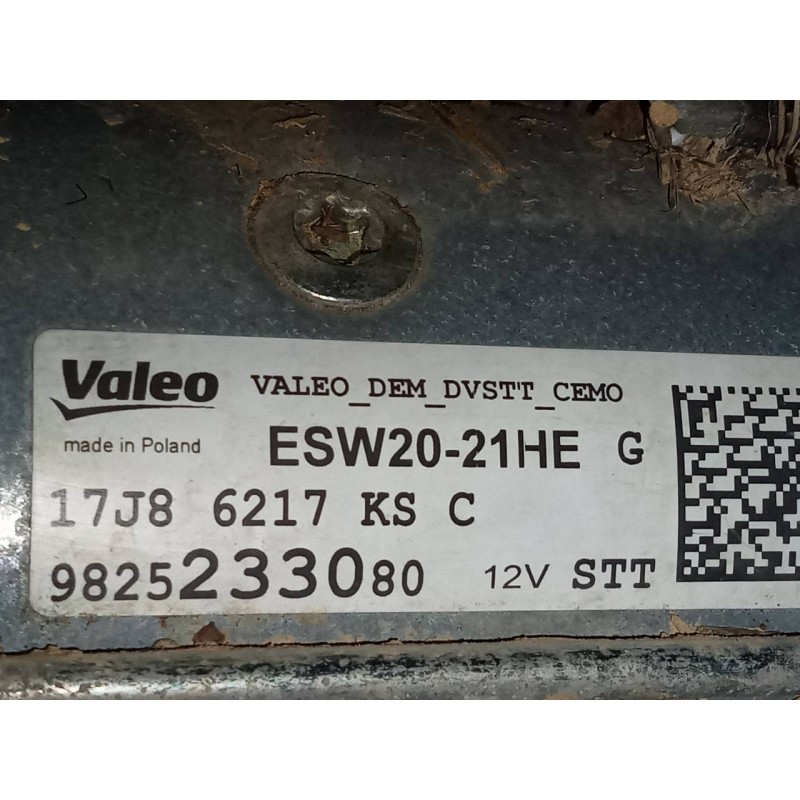 Valeo VALEO_DEM_DVSTT_CEMO
made in Poland ESW20-21HE G
17J8 6217 KS C
9825233080 12V STT